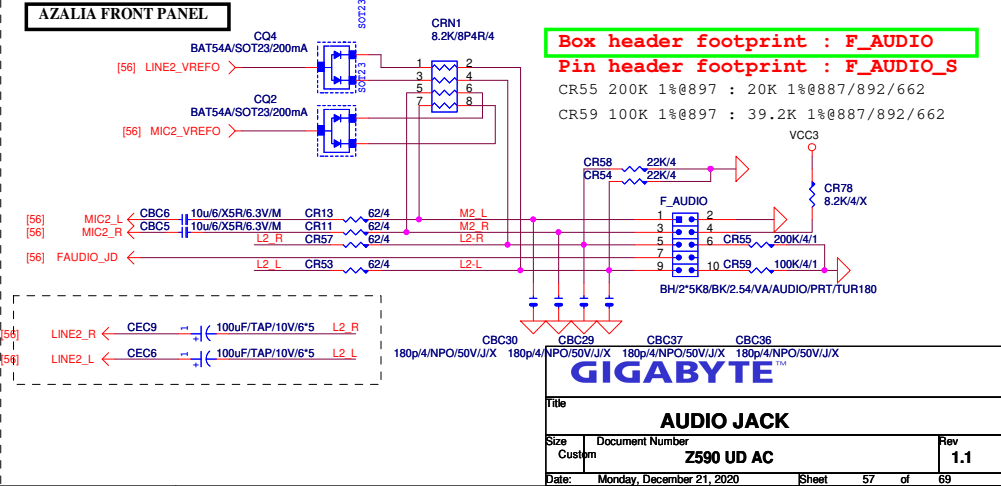 AZALIA FRONT PANEL
SOT23
CQ4
BAT54A/SOT23/200mA
[56] LINE2_VREFO
SOT23
CQ2
BAT54A/SOT23/200mA
[56] MIC2_VREFO
CRN1
8.2K/8P4R/4
1 2
3 4
5 6
7 8
Box header footprint : F_AUDIO
Pin header footprint : F_AUDIO_S
CR55 200K 1%@897 : 20K 1%@887/892/662
CR59 100K 1%@897 : 39.2K 1%@887/892/662
VCC3
CR58 22K/4
CR54 22K/4
CR78
8.2K/4/X
F_AUDIO
[56] MIC2_L CBC6 10u/6/X5R/6.3V/M CR13 62/4 M2_L 1 2
[56] MIC2_R CBC5 10u/6/X5R/6.3V/M CR11 62/4 M2_R 3 4
L2_R CR57 62/4 L2-R 5 6 CR55 200K/4/1
[56] FAUDIO_JD 7
L2_L CR53 62/4 L2-L 9 10 CR59 100K/4/1
BH/2*5K8/BK/2.54/VA/AUDIO/PRT/TUR180
[56] LINE2_R CEC9 1 + 100uF/TAP/10V/6*5 L2_R
[56] LINE2_L CEC6 1 + 100uF/TAP/10V/6*5 L2_L
CBC30 CBC29 CBC37 CBC36
180p/4/NPO/50V/J/X 180p/4/NPO/50V/J/X 180p/4/NPO/50V/J/X 180p/4/NPO/50V/J/X
GIGABYTE™
Title
AUDIO JACK
Size Document Number Rev
Custom Z590 UD AC 1.1
Date: Monday, December 21, 2020 Sheet 57 of 69